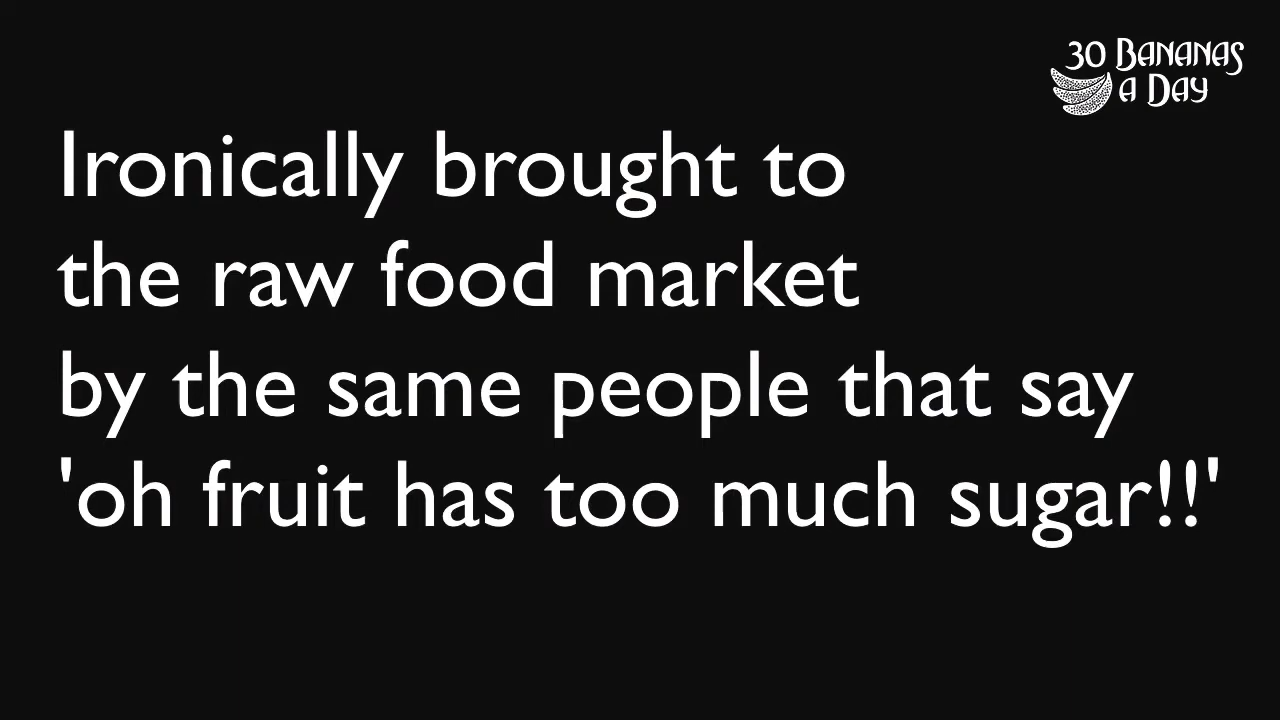 30 Bananas
a Day
Ironically brought to
the raw food market
by the same people that say
'oh fruit has too much sugar!!'